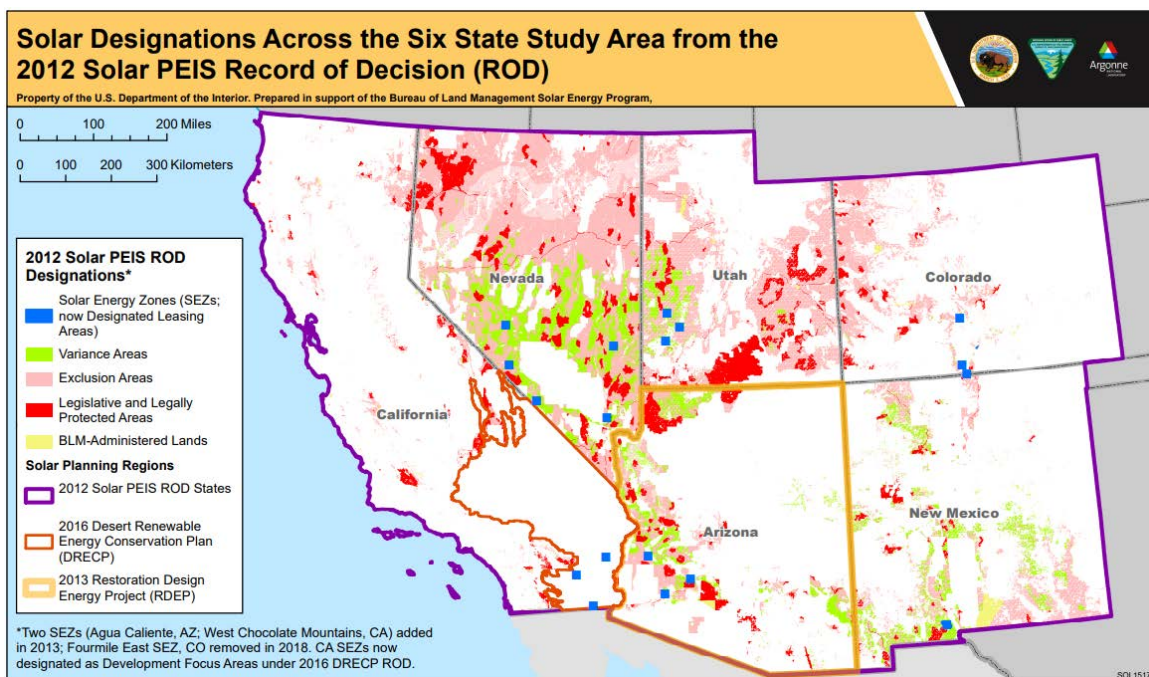 Solar Designations Across the Six State Study Area from the
2012 Solar PEIS Record of Decision (ROD)
Property of the U.S. Department of the Interior. Prepared in support of the Bureau of Land Management Solar Energy Program,
Argonne
NATIONAL LABORATORY
0 100 200 Miles
0 100 200 300 Kilometers
2012 Solar PEIS ROD
Designations*
Solar Energy Zones (SEZs;
now Designated Leasing
Areas)
Variance Areas
Exclusion Areas
Legislative and Legally
Protected Areas
BLM-Administered Lands
Solar Planning Regions
2012 Solar PEIS ROD States
2016 Desert Renewable
Energy Conservation Plan
(DRECP)
2013 Restoration Design
Energy Project (RDEP)
Nevada
Utah
Colorado
California
Arizona
New Mexico
*Two SEZs (Agua Caliente, AZ; West Chocolate Mountains, CA) added
in 2013; Fourmile East SEZ, CO removed in 2018. CA SEZs now
designated as Development Focus Areas under 2016 DRECP ROD.
SOL1517